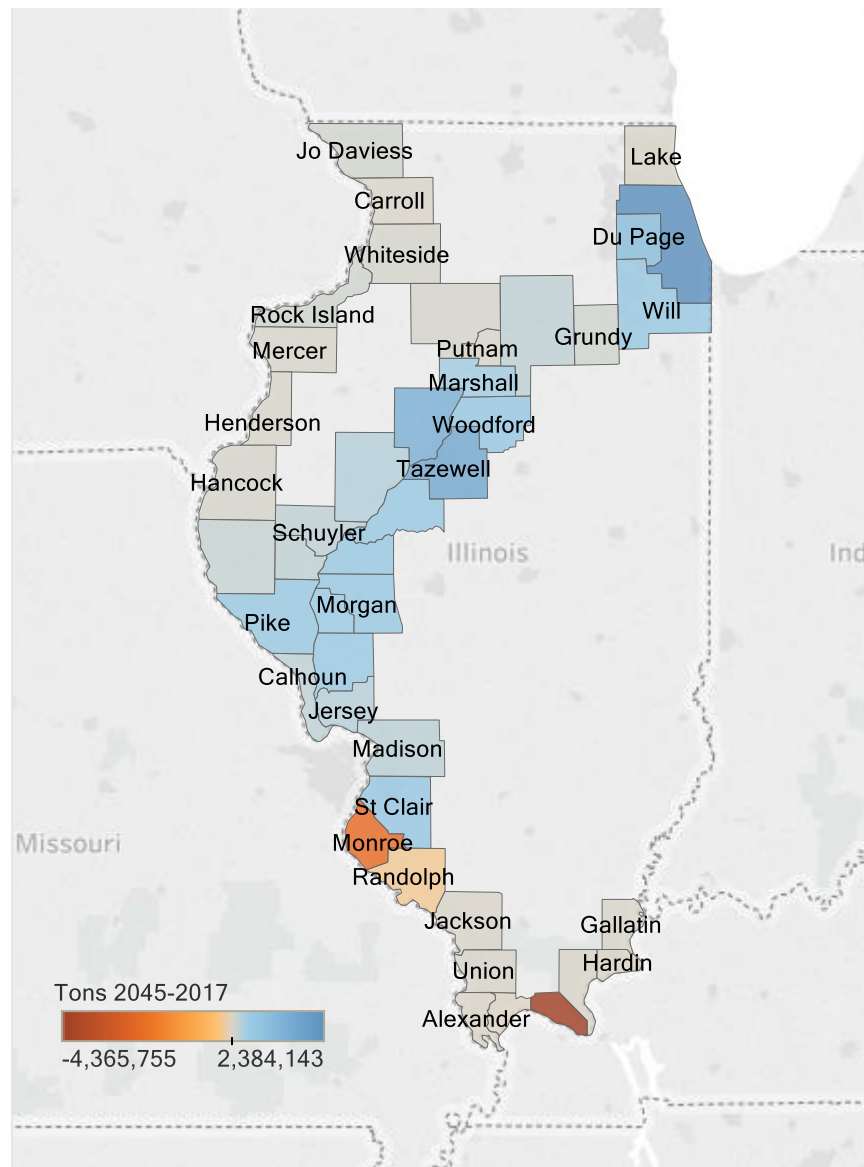 Jo Daviess
Lake
Carroll
Du Page
Whiteside
Will
Rock Island
Grundy
Putnam
Mercer
Marshall
Henderson
Woodford
Tazewell
Hancock
Schuyler
Illinois
Ind
Morgan
Pike
Calhoun
Jersey
Madison
St Clair
Missouri
Monroe
Randolph
Jackson
Gallatin
Hardin
Union
Tons 2045-2017
Alexander
-4,365,755 2,384,143